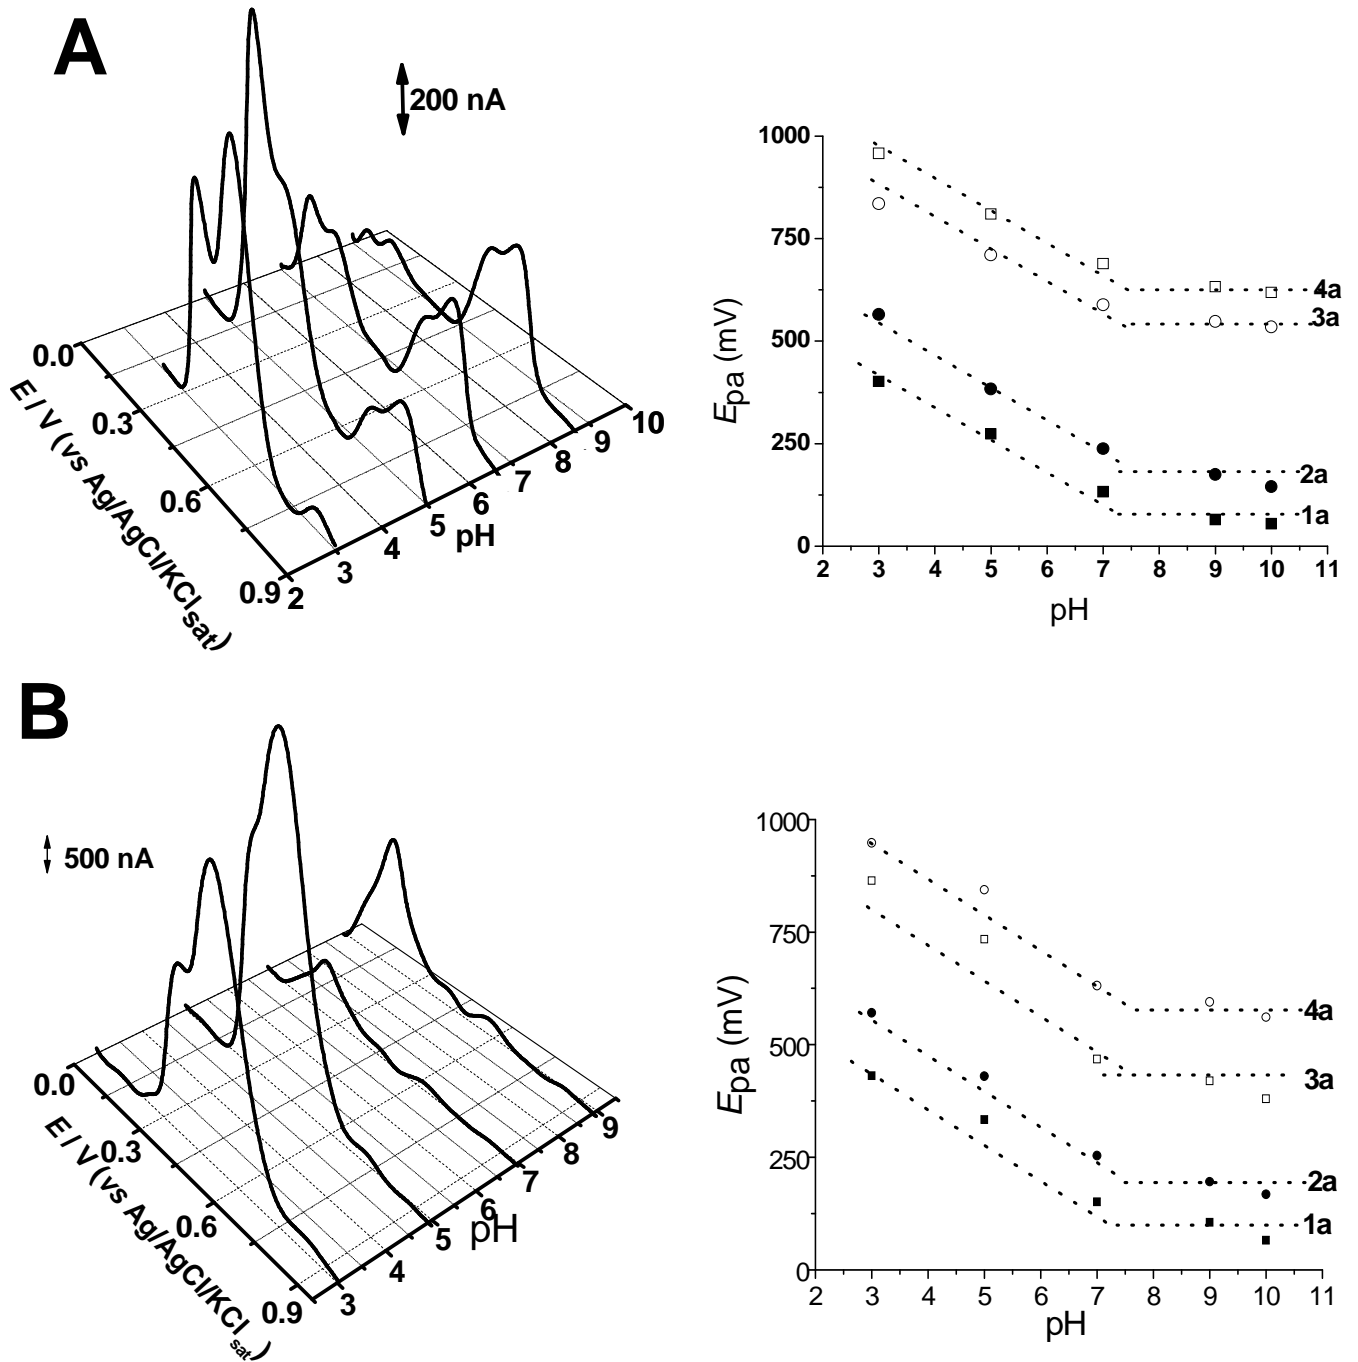 A
200 nA
0.0
0.3
0.6
0.9
E / V (vs Ag/AgCl/KCl sat)
2
3
4
5
6
7
8
9
10
pH
1000
750
500
250
0
Epa (mV)
4a
3a
2a
1a
2 3 4 5 6 7 8 9 10 11
pH
B
500 nA
0.0
0.3
0.6
0.9
E / V (vs Ag/AgCl/KCl sat)
3
4
5
6
7
8
9
pH
1000
750
500
250
0
Epa (mV)
4a
3a
2a
1a
2 3 4 5 6 7 8 9 10 11
pH